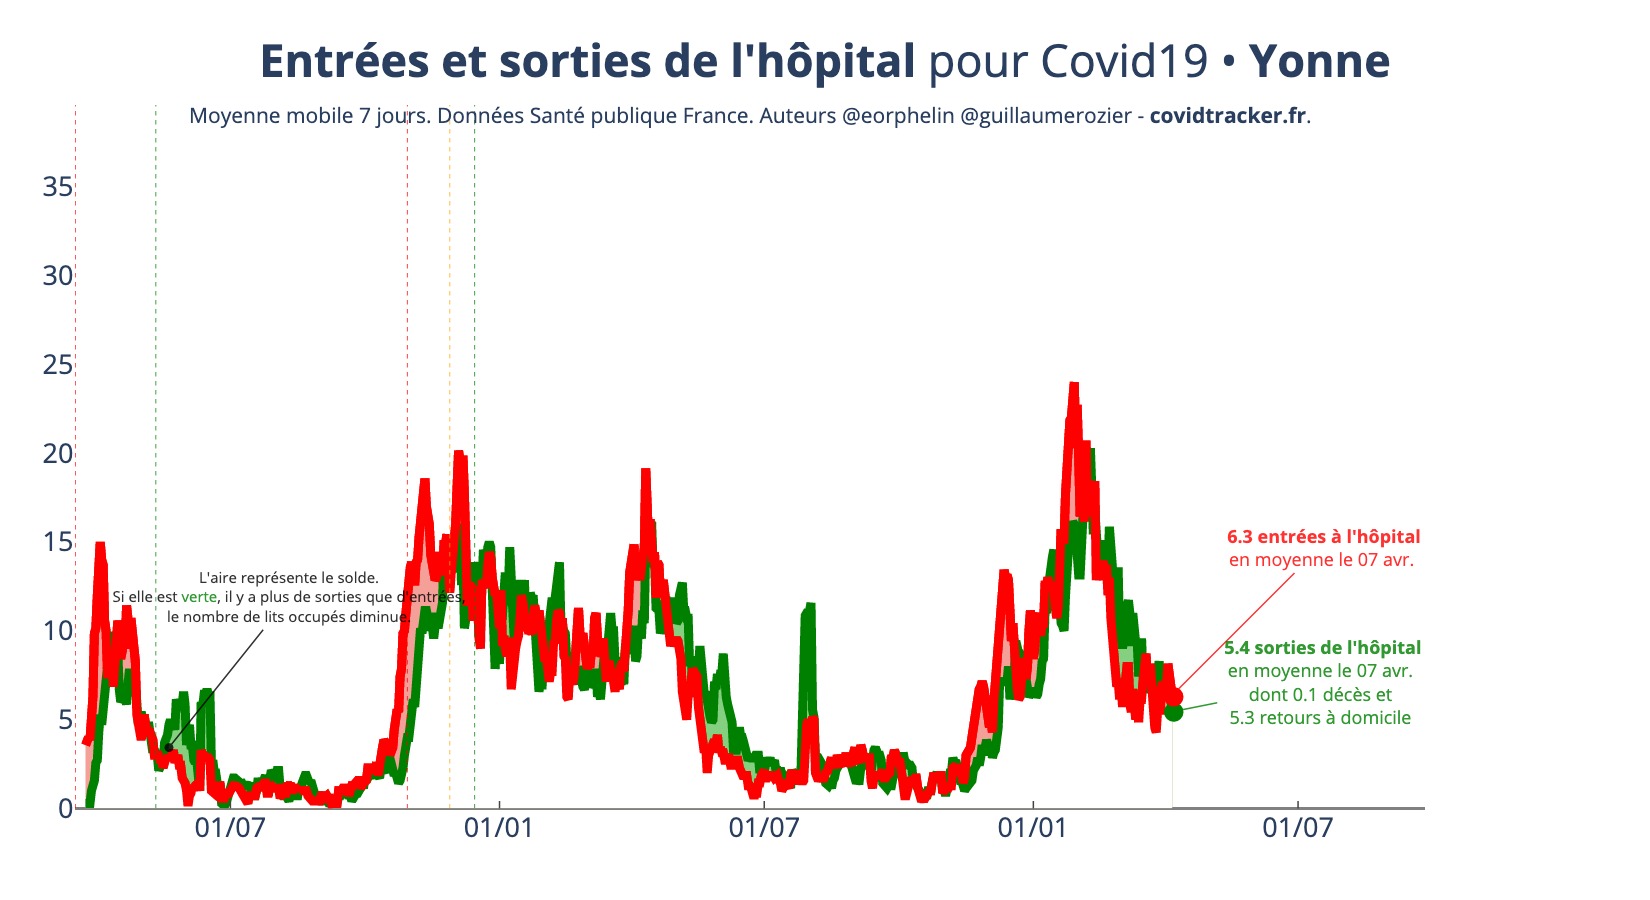 Entrées et sorties de l'hôpital pour Covid19 • Yonne
Moyenne mobile 7 jours. Données Santé publique France. Auteurs @eorphelin @guillaumerozier - covidtracker.fr.
35
30
25
20
15
10
5
0
L'aire représente le solde.
Si elle est verte, il y a plus de sorties que d'entrées,
le nombre de lits occupés diminue.
6.3 entrées à l'hôpital
en moyenne le 07 avr.
5.4 sorties de l'hôpital
en moyenne le 07 avr.
dont 0.1 décès et
5.3 retours à domicile
01/07
01/01
01/07
01/01
01/07